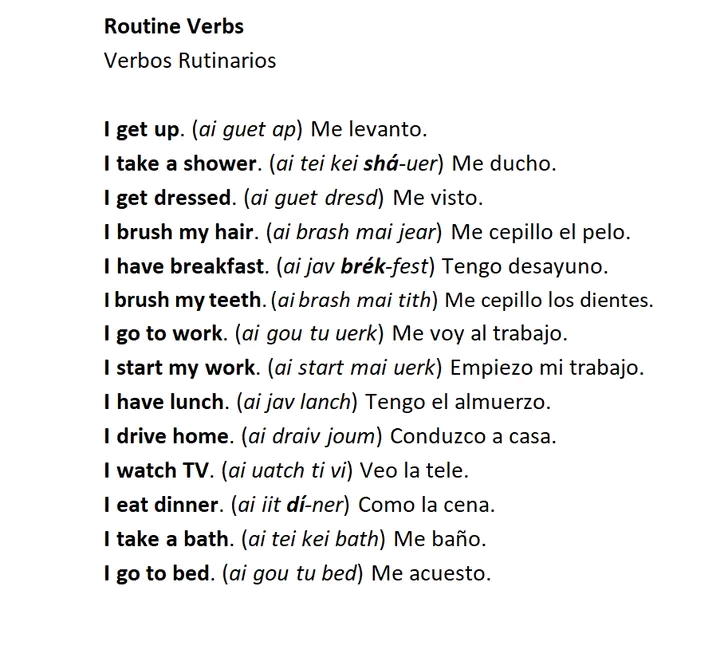 Routine Verbs
Verbos Rutinarios
I get up. (ai guet ap) Me levanto.
I take a shower. (ai tei kei shá-uer) Me ducho.
I get dressed. (ai guet dresd) Me visto.
I brush my hair. (ai brash mai jear) Me cepillo el pelo.
I have breakfast. (ai jav brék-fest) Tengo desayuno.
I brush my teeth. (ai brash mai tith) Me cepillo los dientes.
I go to work. (ai gou tu uerk) Me voy al trabajo.
I start my work. (ai start mai uerk) Empiezo mi trabajo.
I have lunch. (ai jav lanch) Tengo el almuerzo.
I drive home. (ai draiv joum) Conduzco a casa.
I watch TV. (ai uatch ti vi) Veo la tele.
I eat dinner. (ai iit dí-ner) Como la cena.
I take a bath. (ai tei kei bath) Me baño.
I go to bed. (ai gou tu bed) Me acuesto.